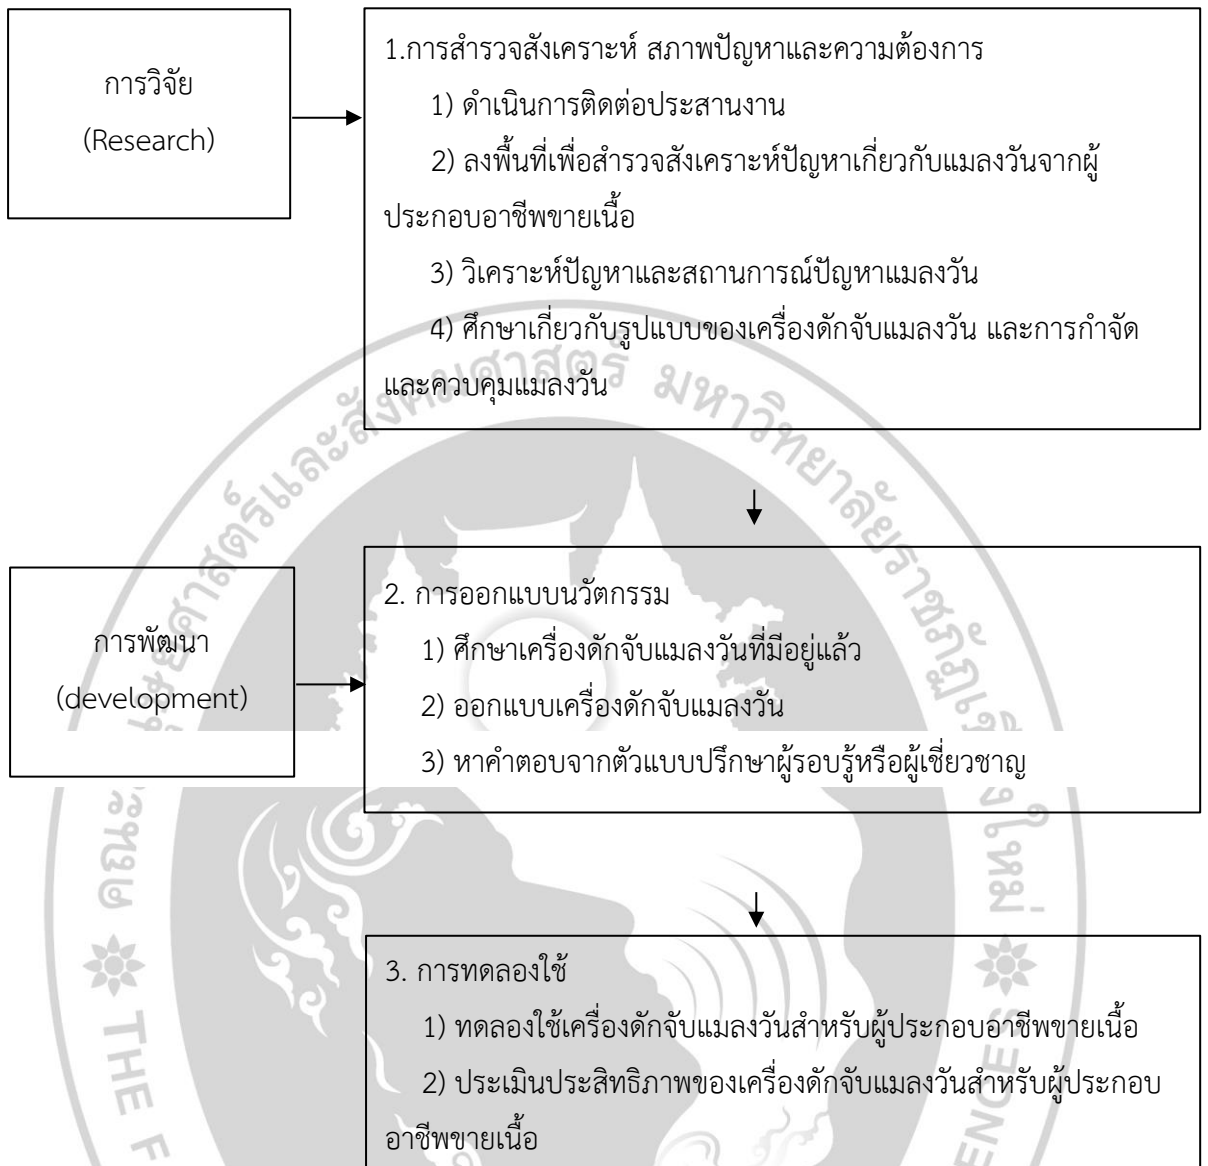 การวิจัย
(Research)
1.การสำรวจสังเคราะห์ สภาพปัญหาและความต้องการ
1) ดำเนินการติดต่อประสานงาน
2) ลงพื้นที่เพื่อสำรวจสังเคราะห์ปัญหาเกี่ยวกับแมลงวันจากผู้
ประกอบอาชีพขายเนื้อ
3) วิเคราะห์ปัญหาและสถานการณ์ปัญหาแมลงวัน
4) ศึกษาเกี่ยวกับรูปแบบของเครื่องดักจับแมลงวัน และการกำจัด
และควบคุมแมลงวัน
การพัฒนา
(development)
2. การออกแบบนวัตกรรม
1) ศึกษาเครื่องดักจับแมลงวันที่มีอยู่แล้ว
2) ออกแบบเครื่องดักจับแมลงวัน
3) หาคำตอบจากตัวแบบปรึกษาผู้รอบรู้หรือผู้เชี่ยวชาญ
3. การทดลองใช้
1) ทดลองใช้เครื่องดักจับแมลงวันสำหรับผู้ประกอบอาชีพขายเนื้อ
2) ประเมินประสิทธิภาพของเครื่องดักจับแมลงวันสำหรับผู้ประกอบ
อาชีพขายเนื้อ
THE